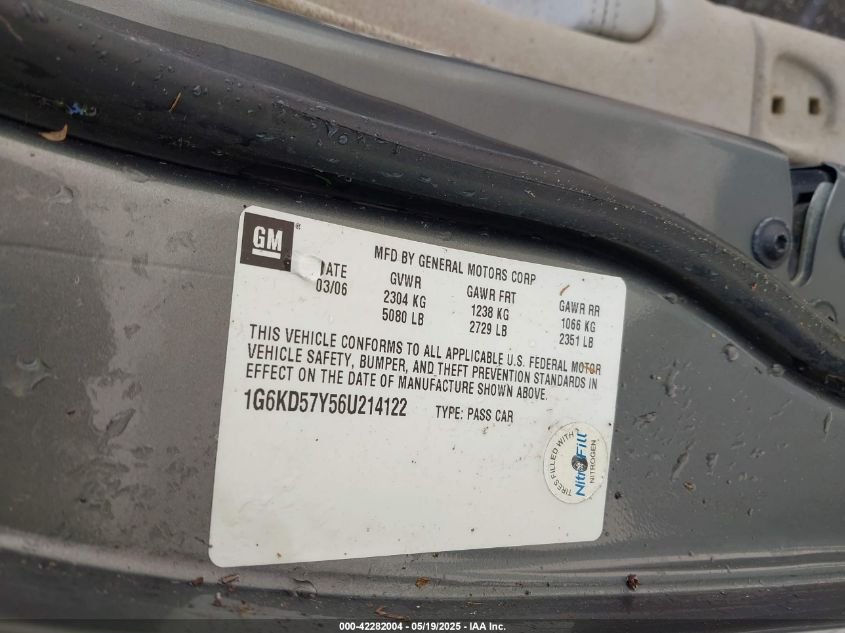 GM
®
MFD BY GENERAL MOTORS CORP
DATE GVWR GAWR FRT GAWR RR
03/06 2304 KG 1238 KG 1066 KG
5080 LB 2729 LB 2351 LB
THIS VEHICLE CONFORMS TO ALL APPLICABLE U.S. FEDERAL MOTOR
VEHICLE SAFETY, BUMPER, AND THEFT PREVENTION STANDARDS IN
EFFECT ON THE DATE OF MANUFACTURE SHOWN ABOVE.
1G6KD57Y56U214122 TYPE: PASS CAR
TIRES FILLED WITH
NitroFill
NITROGEN
000-42282004 - 05/19/2025 - IAA Inc.